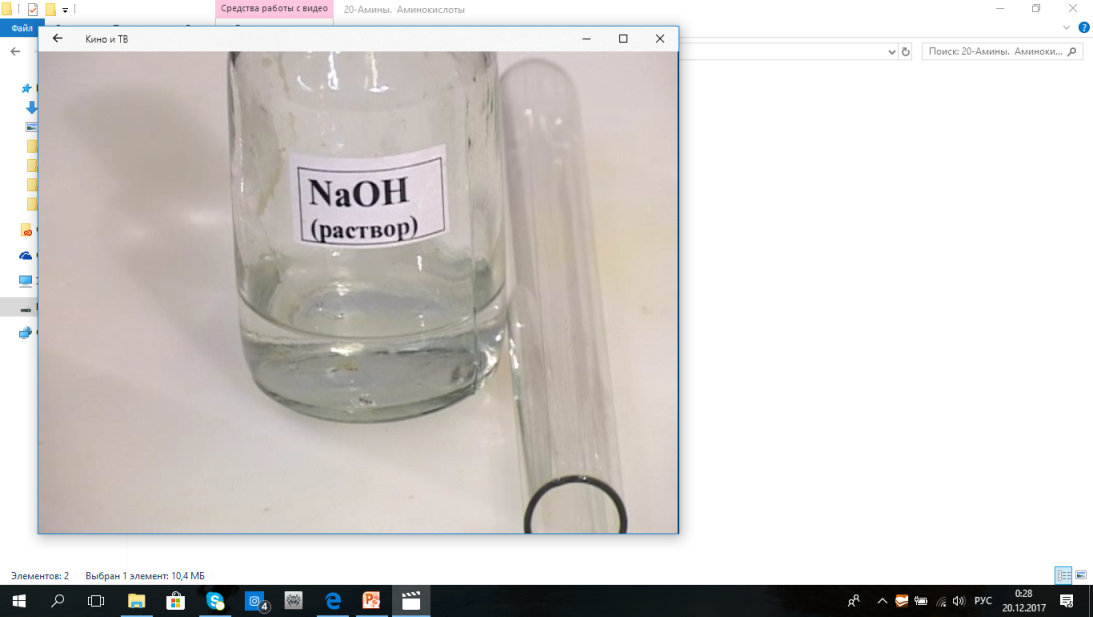 Средства работы с видео
20-Амины. Аминокислоты
Файл
Кино и ТВ
Поиск: 20-Амины. Аминоки...
NaOH
(раствор)
Элементов: 2 Выбран 1 элемент: 10,4 МБ
4
РУС
0:28
20.12.2017